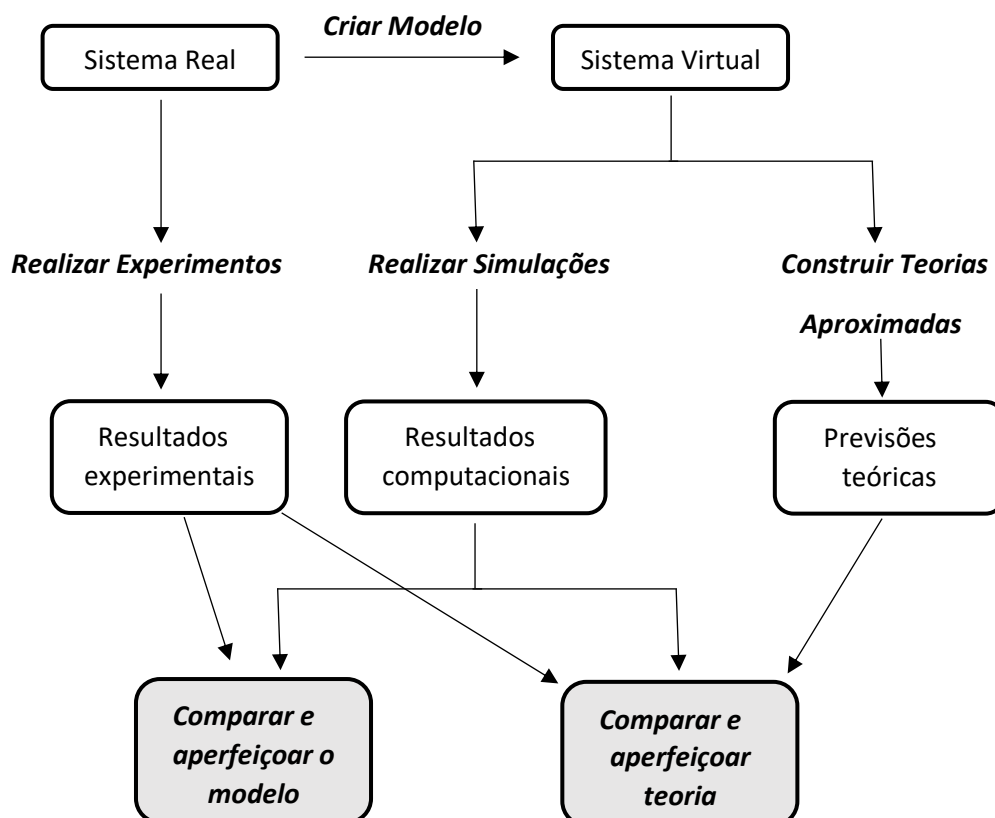 Criar Modelo
Sistema Real
Sistema Virtual
Realizar Experimentos
Realizar Simulações
Construir Teorias
Aproximadas
Resultados
experimentais
Resultados
computacionais
Previsões
teóricas
Comparar e
aperfeiçoar o
modelo
Comparar e
aperfeiçoar
teoria